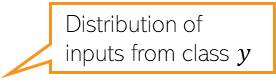 Distribution of
inputs from class y